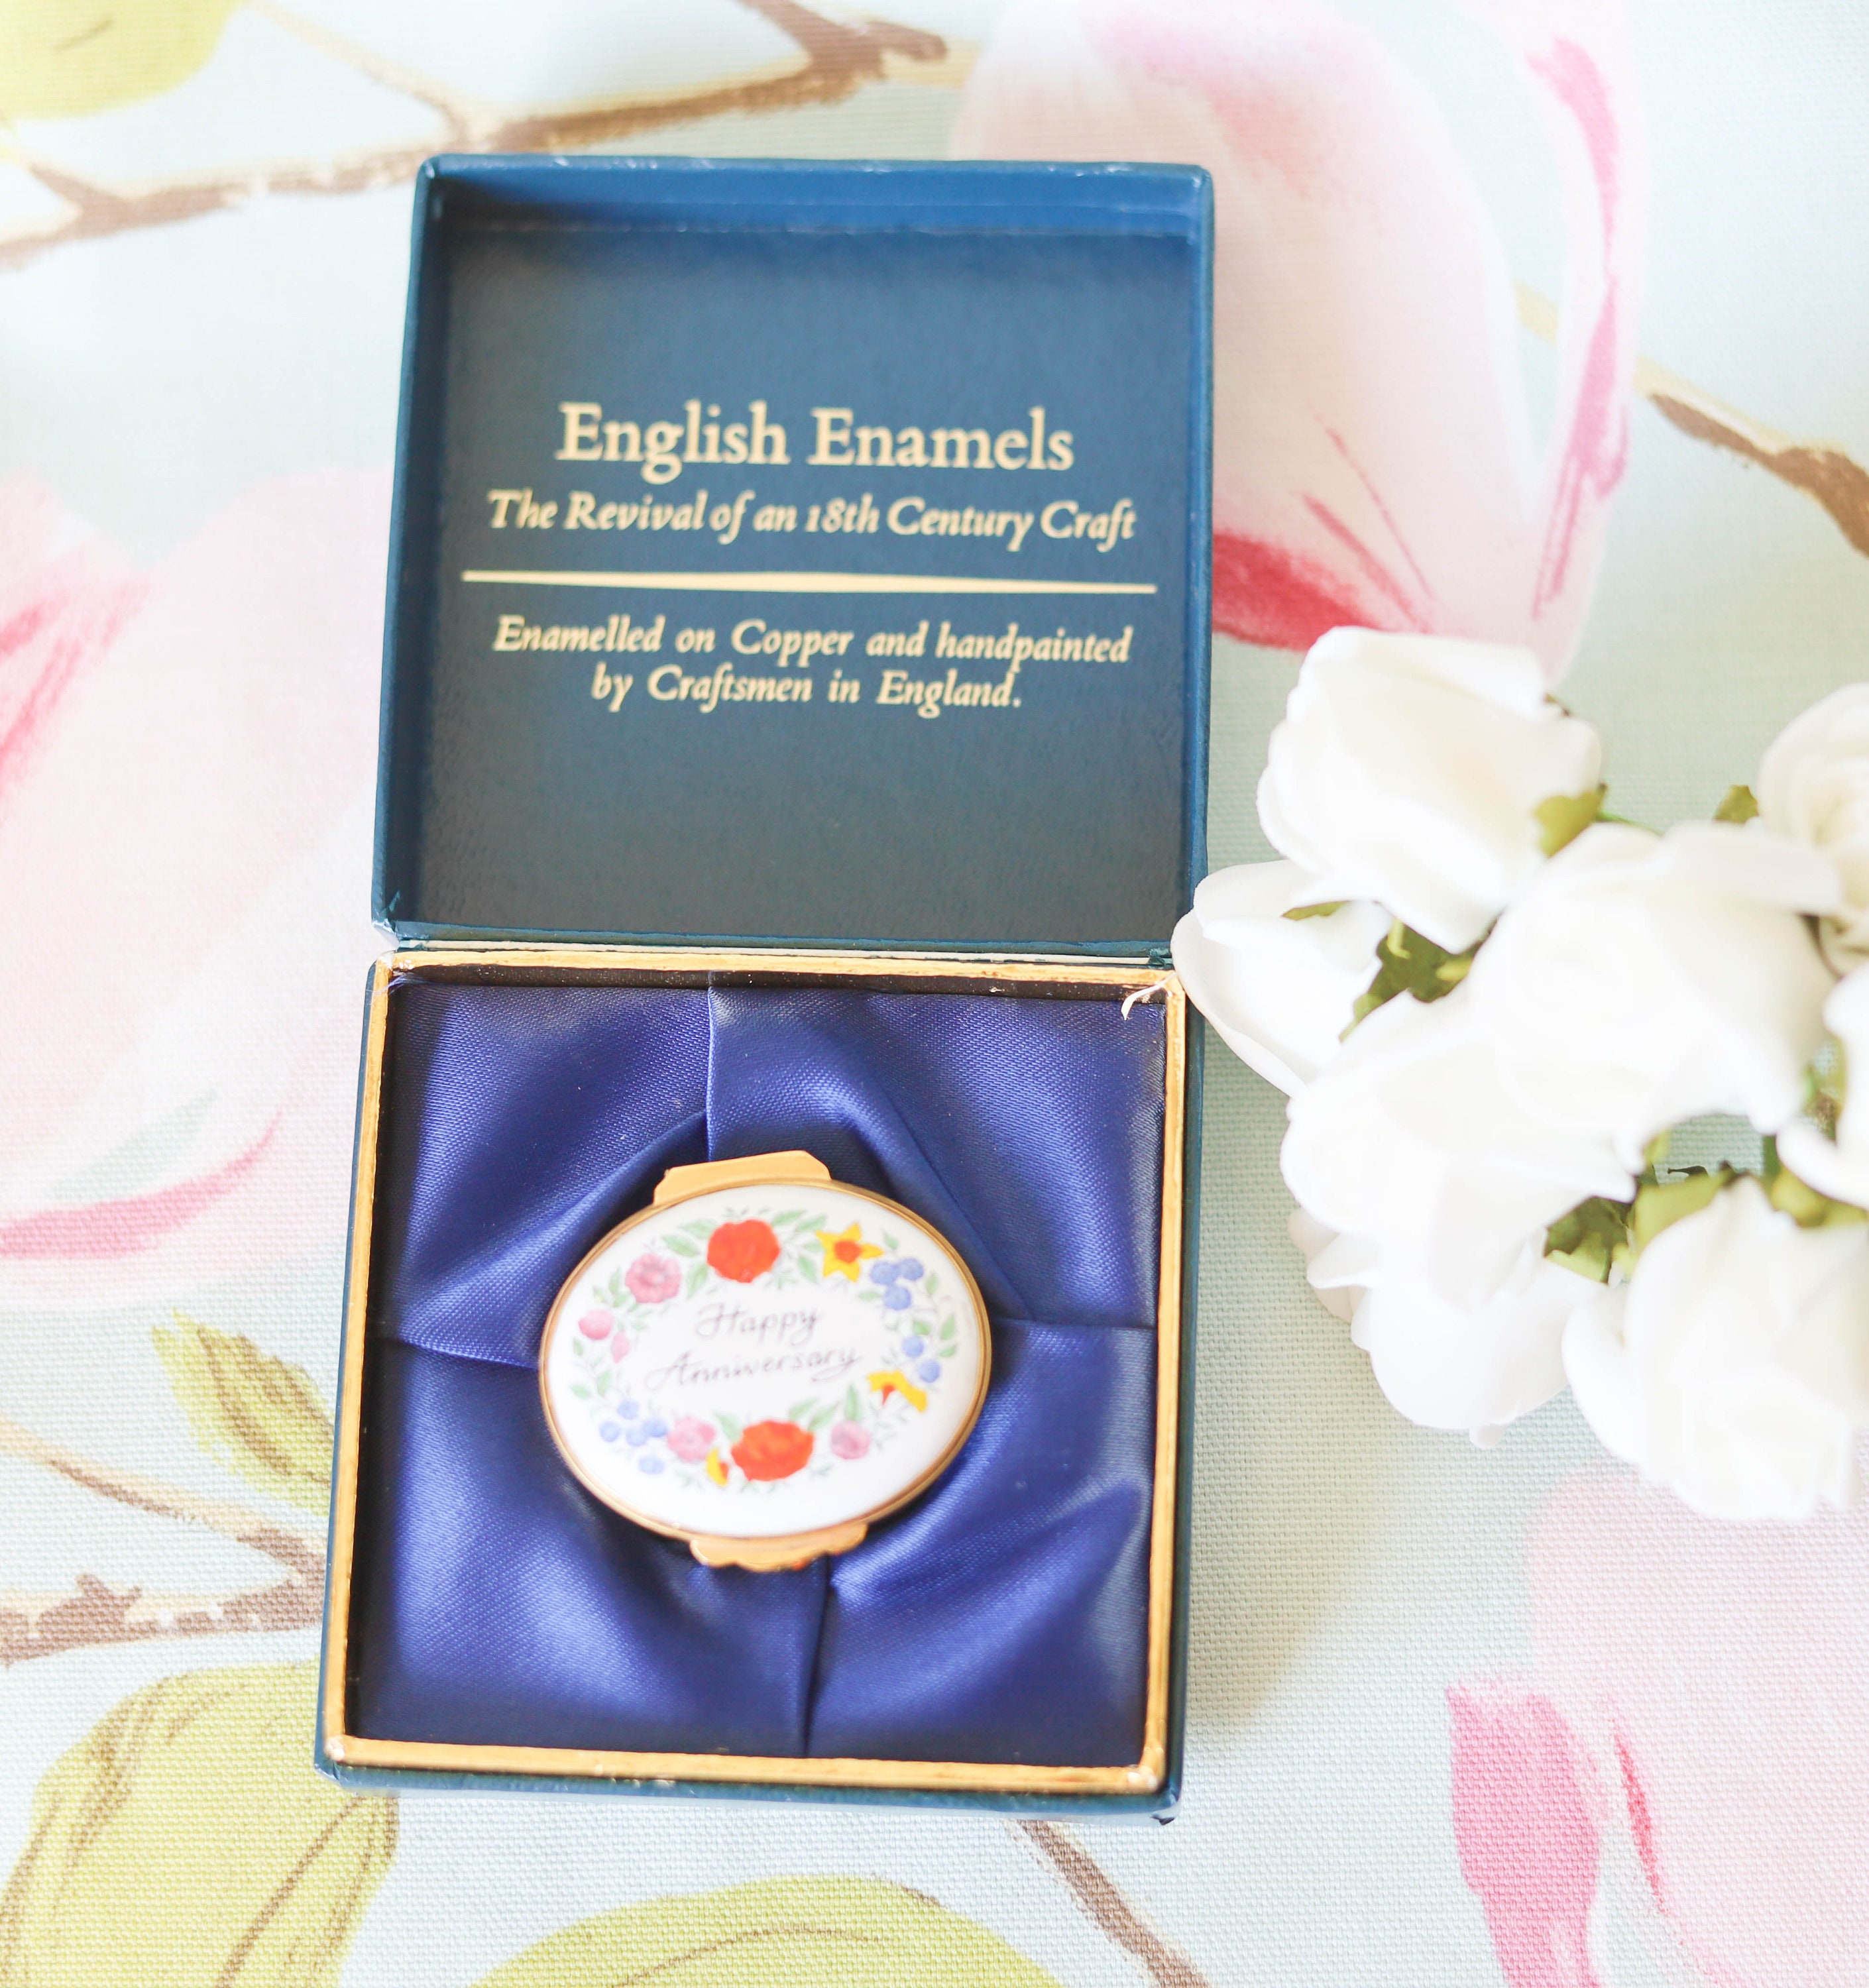 English Enamels
The Revival of an 18th Century Craft
Enamelled on Copper and handpainted
by Craftsmen in England.
Happy
Anniversary